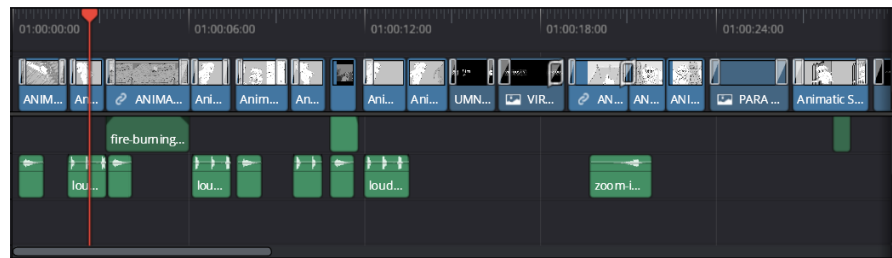 01:00:00:00 01:00:06:00 01:00:12:00 01:00:18:00 01:00:24:00
ANIM... An... ANIMA... Ani... Anim... An... Ani... Ani... UMN... VIR... AN... AN... ANI... PARA ... Animatic S...
fire-burning...
lou... lou... loud... zoom-i...